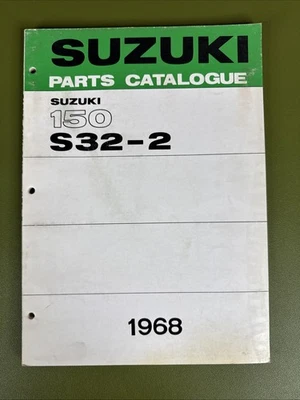 SUZUKI
PARTS CATALOGUE
SUZUKI
150
S32-2
1968